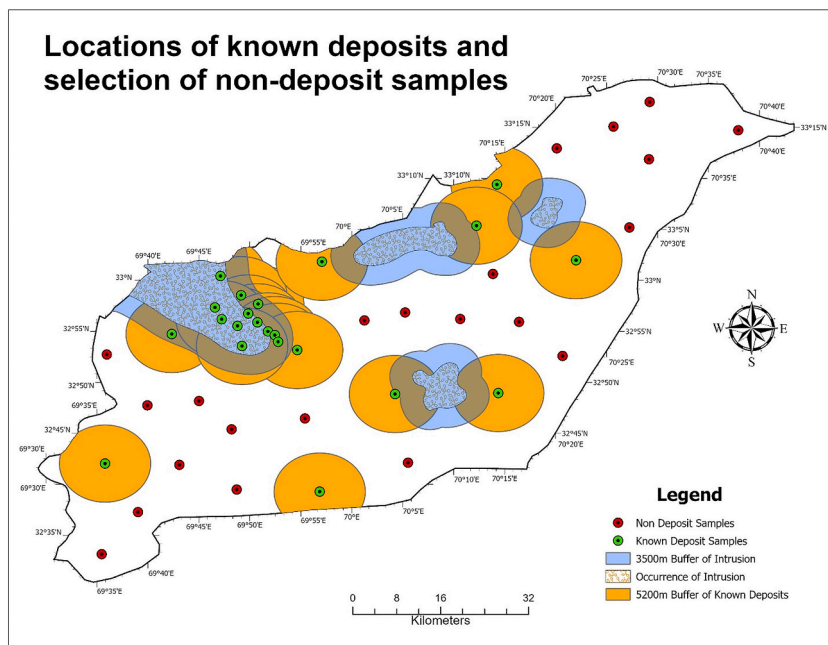 Locations of known deposits and
selection of non-deposit samples
70°25'E
70°30'E
70°35'E
70°20'E
70°40'E
33°15'N
33°15'N
70°15'E
70°40'E
33°10'N
33°10'N
70°35'E
70°5'E
70°E
33°5'N
70°30'E
69°55'E
69°45'E
69°40'E
33°N
33°N
32°55'N
32°55'N
70°25'E
32°50'N
69°35'E
32°45'N
32°45'N
70°20'E
69°30'E
69°30'E
70°10'E
70°15'E
32°35'N
69°45'E
69°50'E
69°55'E
70°E
70°5'E
69°40'E
69°35'E
N
W
E
S
Legend
Non Deposit Samples
Known Deposit Samples
3500m Buffer of Intrusion
Occurrence of Intrusion
5200m Buffer of Known Deposits
0 8 16 24 32
Kilometers